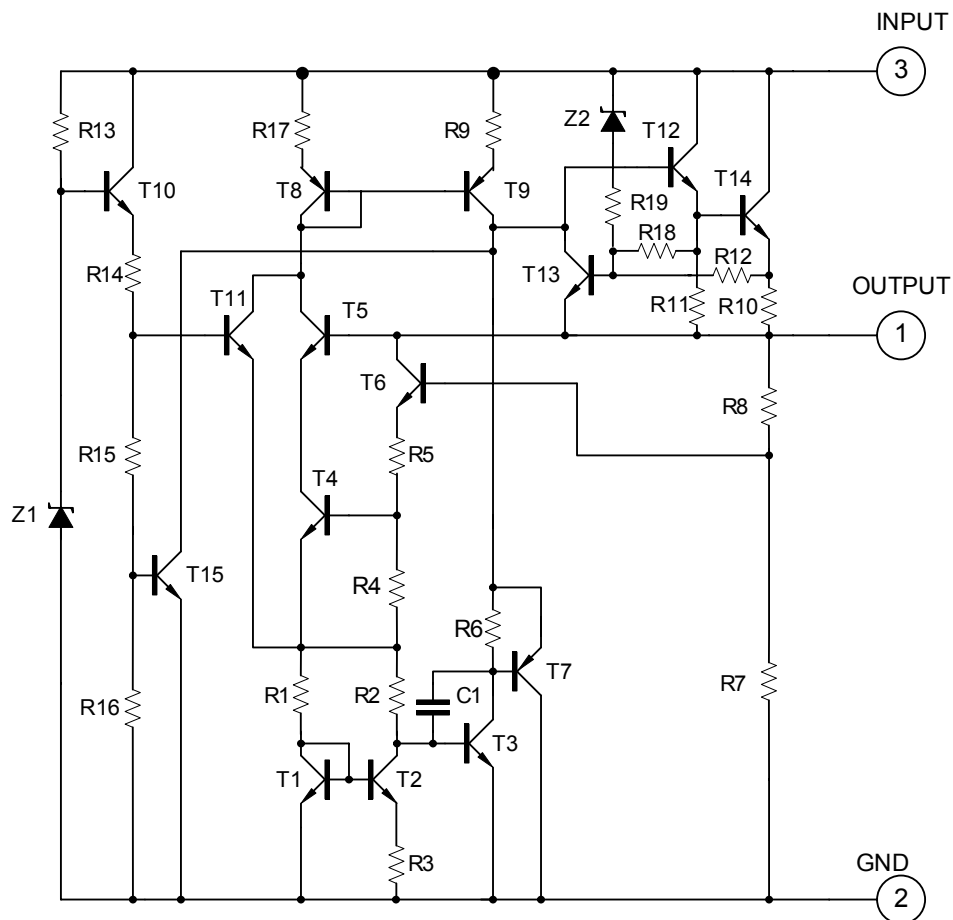 INPUT
3
R13
R17
R9
Z2
T12
T10
T8
T9
T14
R19
R18
R12
R14
T13
T11
T5
R11
R10
OUTPUT
1
T6
R8
R15
R5
T4
Z1
T15
R4
R6
T7
R1
R2
C1
R7
R16
T3
T1
T2
R3
GND
2